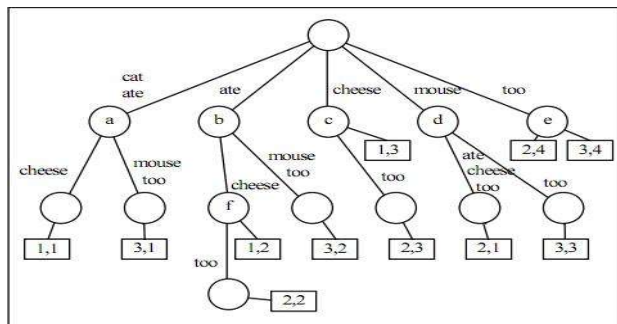 cat
ate
ate
cheese
mouse
too
a
b
c
d
e
1,3
2,4
3,4
cheese
mouse
too
cheese
mouse
too
too
ate
cheese
too
too
f
1,1
3,1
1,2
3,2
2,3
2,1
3,3
too
2,2